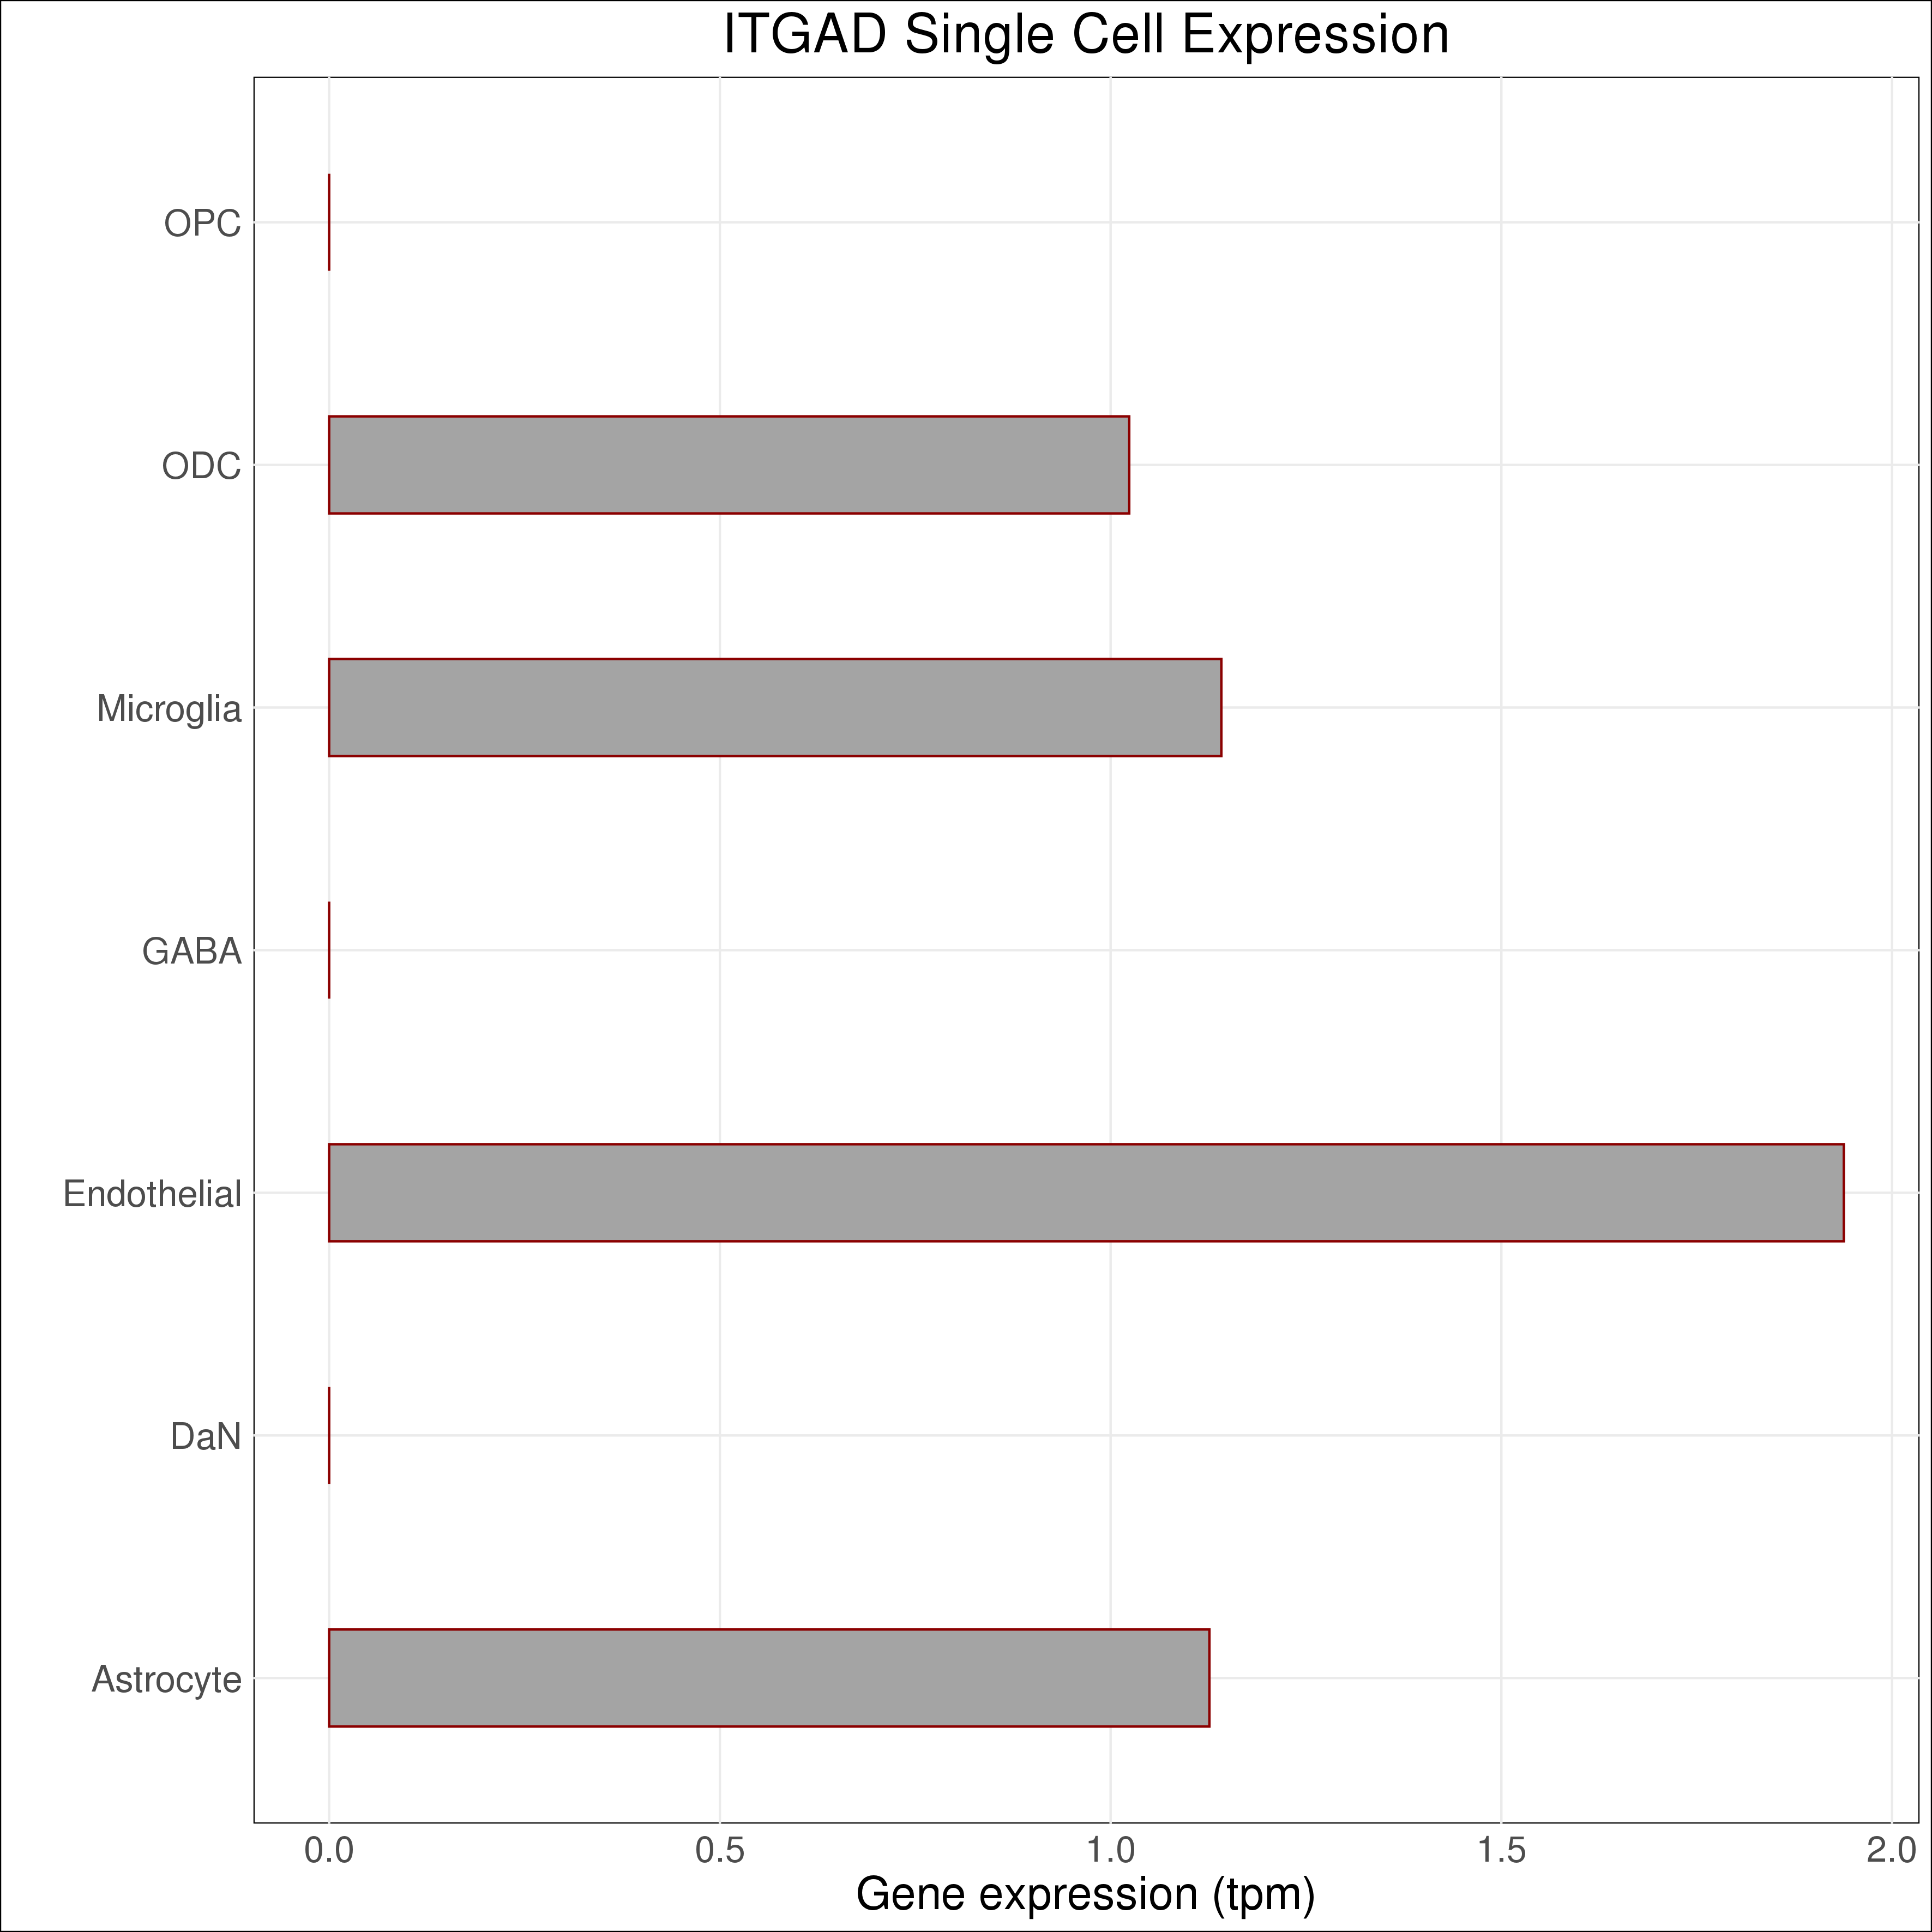 ITGAD Single Cell Expression
OPC
ODC
Microglia
GABA
Endothelial
DaN
Astrocyte
0.0 0.5 1.0 1.5 2.0
Gene expression (tpm)